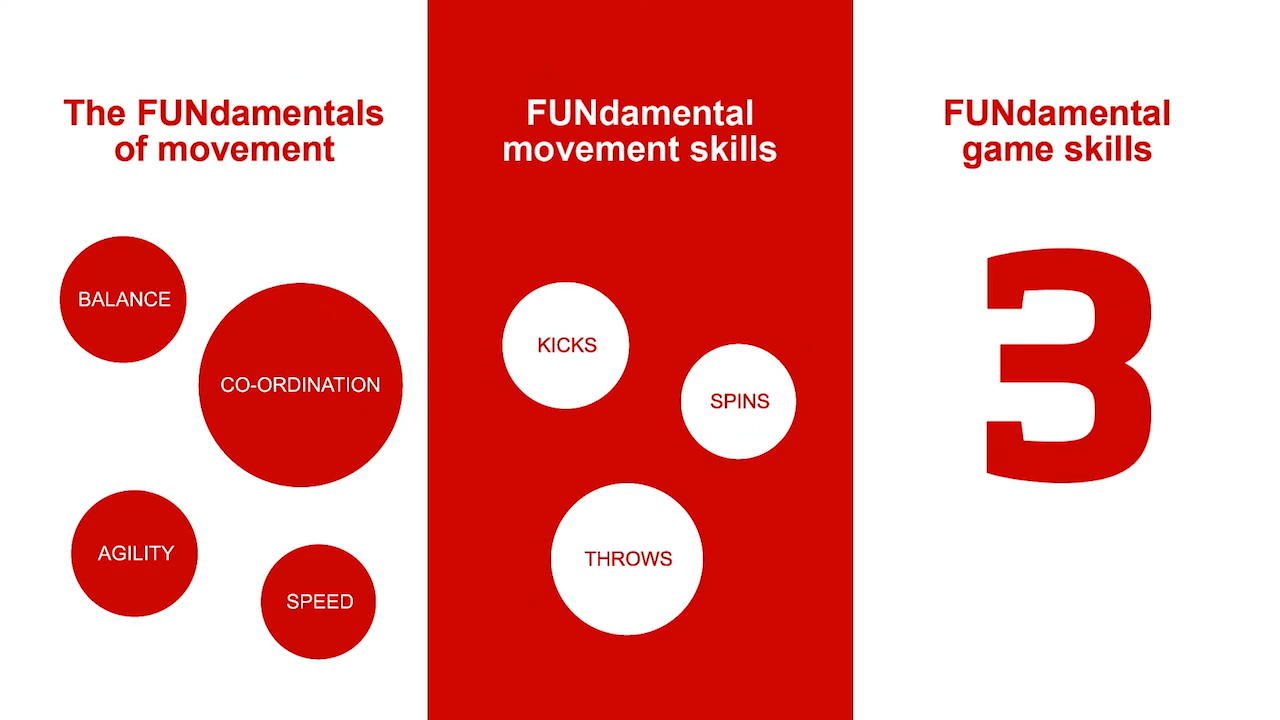 The FUNdamentals
of movement
BALANCE
CO-ORDINATION
AGILITY
SPEED
FUNdamental
movement skills
KICKS
SPINS
THROWS
FUNdamental
game skills
3